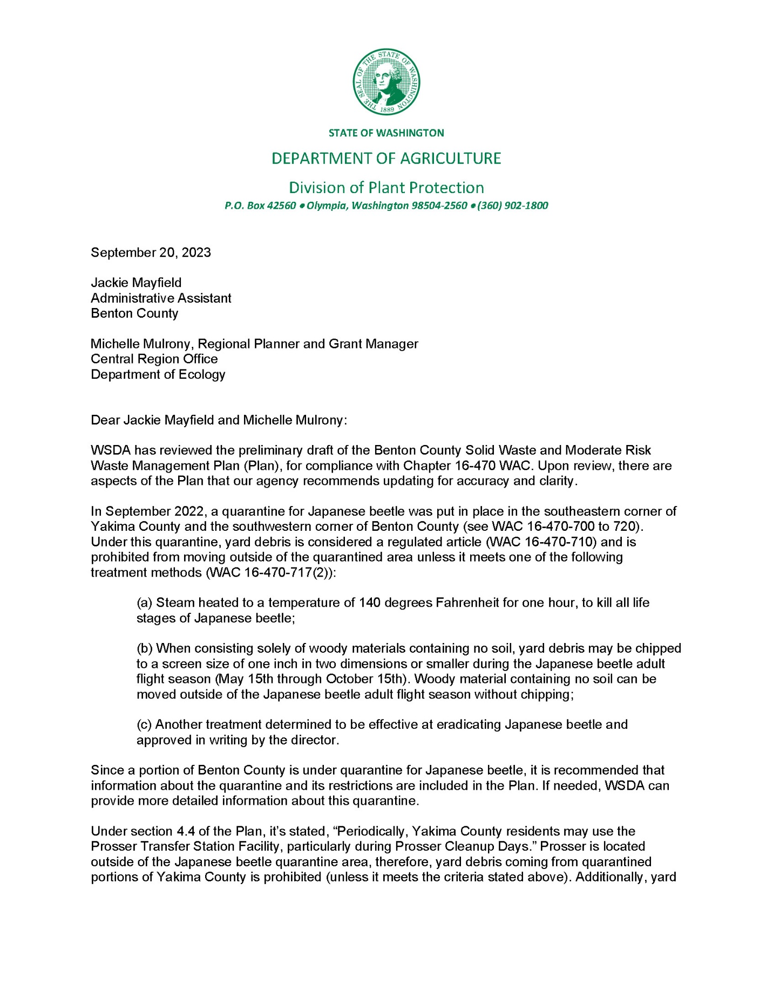 THE SEAL OF THE STATE OF WASHINGTON
1889
STATE OF WASHINGTON
DEPARTMENT OF AGRICULTURE
Division of Plant Protection
P.O. Box 42560 • Olympia, Washington 98504-2560 • (360) 902-1800
September 20, 2023
Jackie Mayfield
Administrative Assistant
Benton County
Michelle Mulrony, Regional Planner and Grant Manager
Central Region Office
Department of Ecology
Dear Jackie Mayfield and Michelle Mulrony:
WSDA has reviewed the preliminary draft of the Benton County Solid Waste and Moderate Risk
Waste Management Plan (Plan), for compliance with Chapter 16-470 WAC. Upon review, there are
aspects of the Plan that our agency recommends updating for accuracy and clarity.
In September 2022, a quarantine for Japanese beetle was put in place in the southeastern corner of
Yakima County and the southwestern corner of Benton County (see WAC 16-470-700 to 720).
Under this quarantine, yard debris is considered a regulated article (WAC 16-470-710) and is
prohibited from moving outside of the quarantined area unless it meets one of the following
treatment methods (WAC 16-470-717(2)):
(a) Steam heated to a temperature of 140 degrees Fahrenheit for one hour, to kill all life
stages of Japanese beetle;
(b) When consisting solely of woody materials containing no soil, yard debris may be chipped
to a screen size of one inch in two dimensions or smaller during the Japanese beetle adult
flight season (May 15th through October 15th). Woody material containing no soil can be
moved outside of the Japanese beetle adult flight season without chipping;
(c) Another treatment determined to be effective at eradicating Japanese beetle and
approved in writing by the director.
Since a portion of Benton County is under quarantine for Japanese beetle, it is recommended that
information about the quarantine and its restrictions are included in the Plan. If needed, WSDA can
provide more detailed information about this quarantine.
Under section 4.4 of the Plan, it’s stated, “Periodically, Yakima County residents may use the
Prosser Transfer Station Facility, particularly during Prosser Cleanup Days.” Prosser is located
outside of the Japanese beetle quarantine area, therefore, yard debris coming from quarantined
portions of Yakima County is prohibited (unless it meets the criteria stated above). Additionally, yard